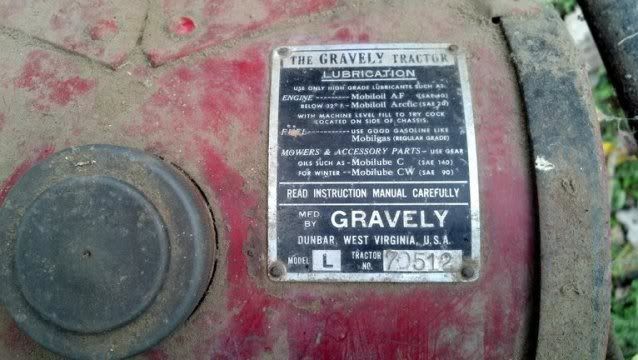 THE GRAVELY TRACTOR
LUBRICATION
USE ONLY HIGH GRADE LUBRICANTS SUCH AS:
ENGINE ---------- Mobiloil AF (SAE 40)
BELOW 32° F. - Mobiloil Arctic (SAE 20)
WITH MACHINE LEVEL FILL TO TRY COCK
LOCATED ON SIDE OF CHASSIS.
FUEL ---------- USE GOOD GASOLINE LIKE
Mobilgas (REGULAR GRADE)
MOWERS & ACCESSORY PARTS - USE GEAR
OILS SUCH AS - Mobilube C (SAE 140)
FOR WINTER -- Mobilube CW (SAE 90)
READ INSTRUCTION MANUAL CAREFULLY
MFD. BY GRAVELY
DUNBAR, WEST VIRGINIA, U.S.A.
MODEL L TRACTOR NO. 70512